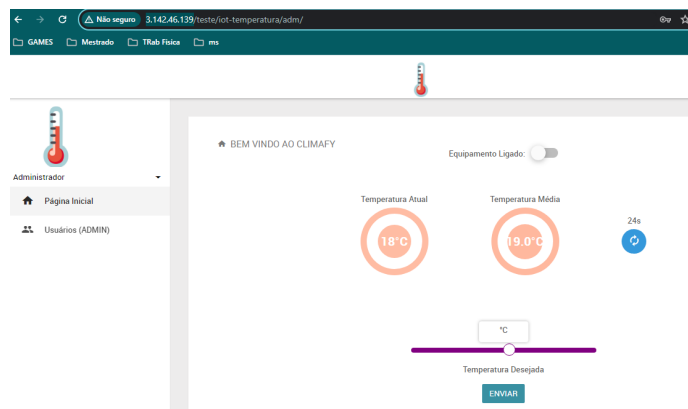 Não seguro 3.142.46.139/teste/iot-temperatura/adm/
GAMES Mestrado TRab Fisica ms
Administrador
Página Inicial
Usuários (ADMIN)
BEM VINDO AO CLIMAFY
Equipamento Ligado:
Temperatura Atual Temperatura Média
18°C 19.0°C
24s
°C
Temperatura Desejada
ENVIAR